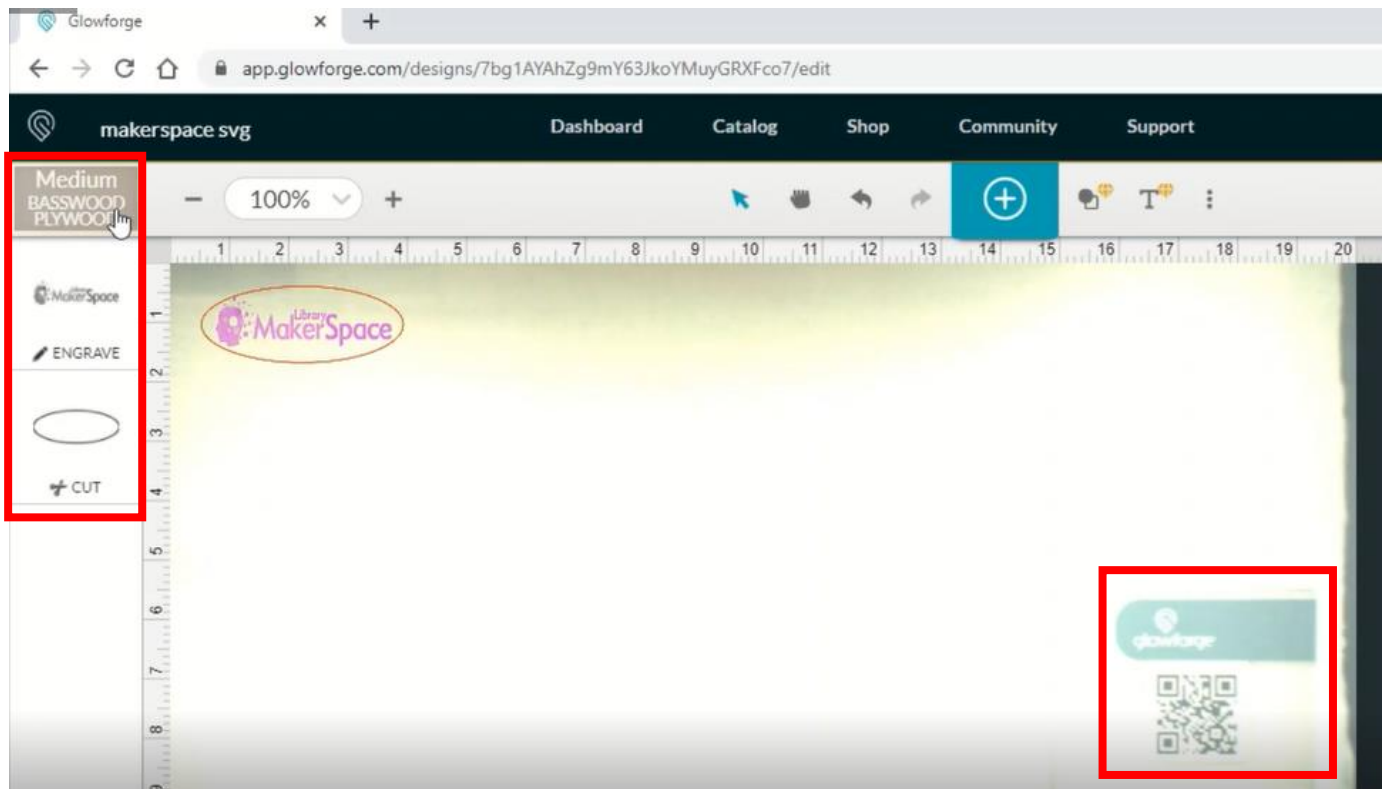 Glowforge
app.glowforge.com/designs/7bg1AYAhZg9mY63JkoYMuyGRXFco7/edit
makerspace svg Dashboard Catalog Shop Community Support
Medium
BASSWOOD
PLYWOOD
100%
1 2 3 4 5 6 7 8 9 10 11 12 13 14 15 16 17 18 19 20
MakerSpace
ENGRAVE
CUT
Library
MakerSpace
1
2
3
4
5
6
7
8
9
glowforge